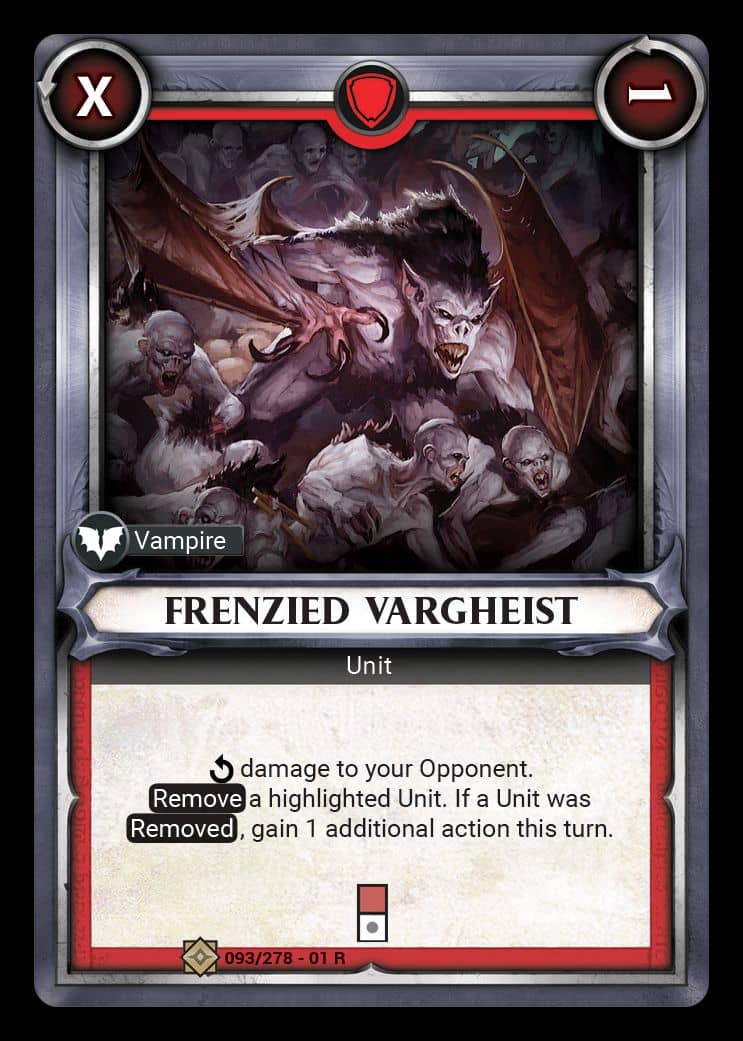 X
1
Vampire
FRENZIED VARGHEIST
Unit
damage to your Opponent.
Remove a highlighted Unit. If a Unit was
Removed, gain 1 additional action this turn.
093/278 - 01 R